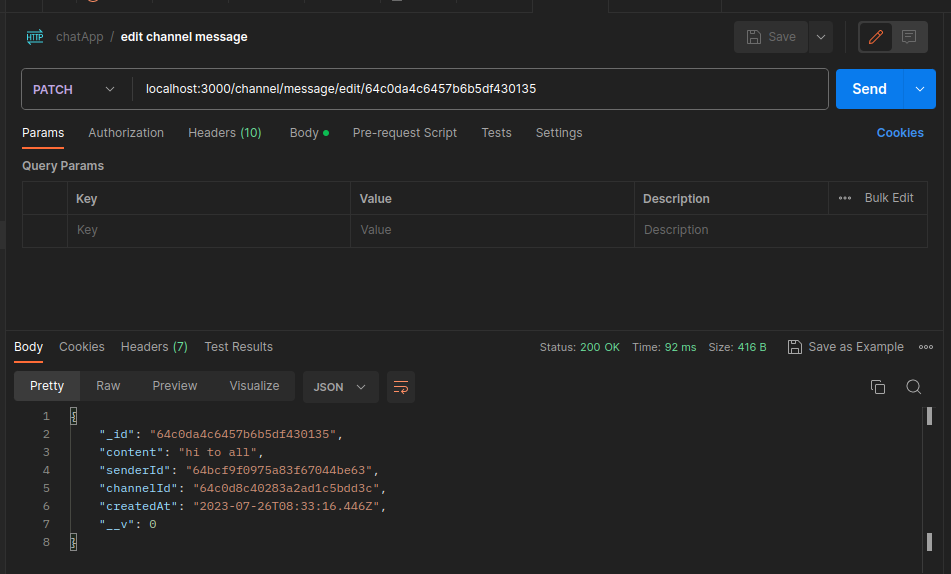 HTTP chatApp / edit channel message Save
PATCH localhost:3000/channel/message/edit/64c0da4c6457b6b5df430135 Send
Params Authorization Headers (10) Body Pre-request Script Tests Settings Cookies
Query Params
Key Value Description Bulk Edit
Key Value Description
Body Cookies Headers (7) Test Results Status: 200 OK Time: 92 ms Size: 416 B Save as Example
Pretty Raw Preview Visualize JSON
1 {
2 "_id": "64c0da4c6457b6b5df430135",
3 "content": "hi to all",
4 "senderId": "64bcf9f0975a83f67044be63",
5 "channelId": "64c0d8c40283a2ad1c5bdd3c",
6 "createdAt": "2023-07-26T08:33:16.446Z",
7 "__v": 0
8 }